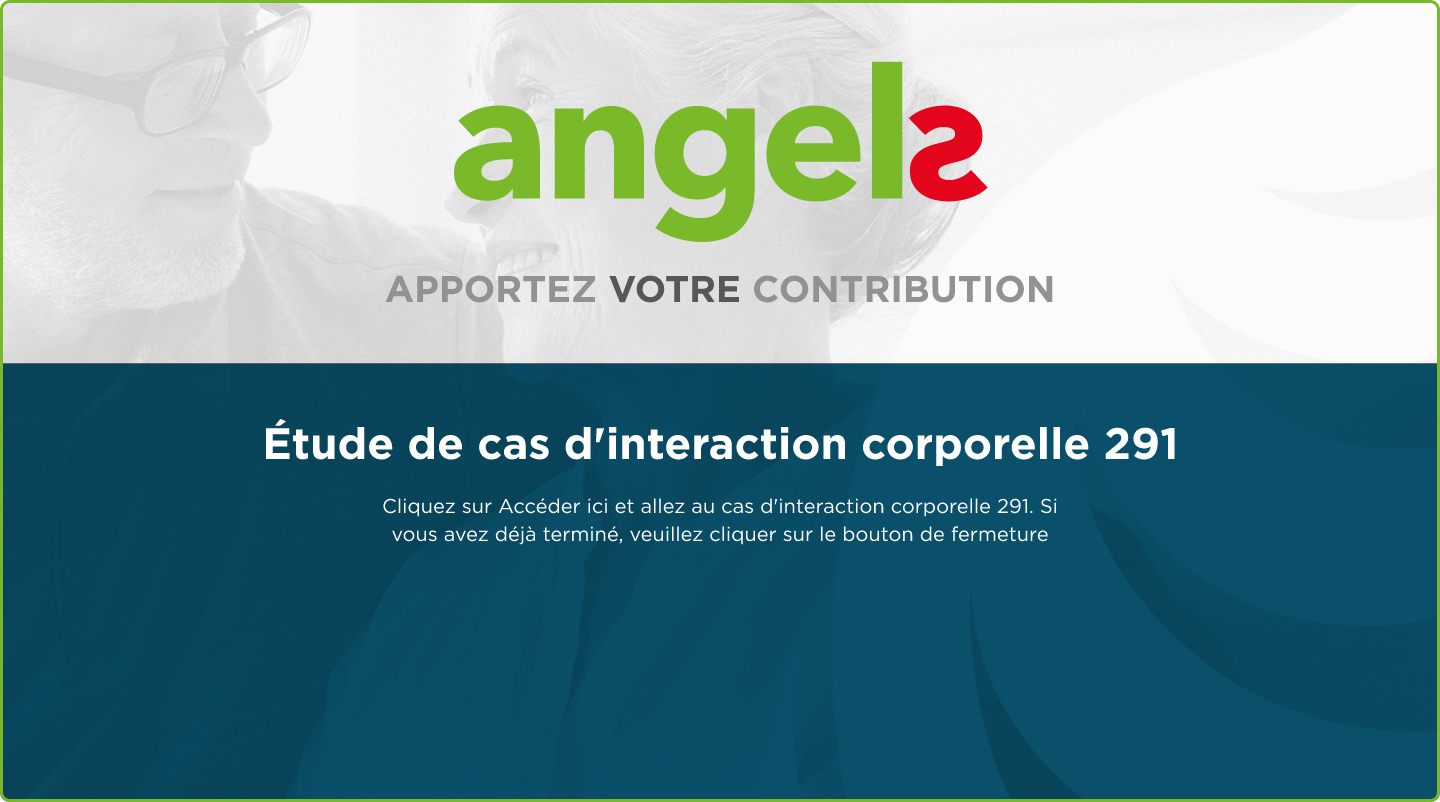 angels
APPORTEZ VOTRE CONTRIBUTION
Étude de cas d'interaction corporelle 291
Cliquez sur Accéder ici et allez au cas d'interaction corporelle 291. Si
vous avez déjà terminé, veuillez cliquer sur le bouton de fermeture